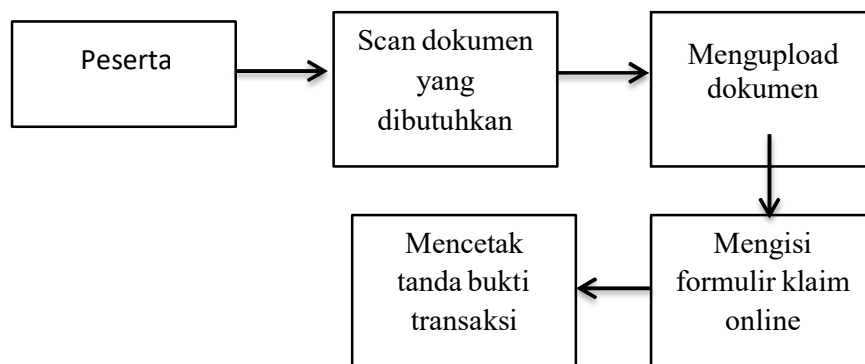 Peserta
Scan dokumen
yang
dibutuhkan
Mengupload
dokumen
Mengisi
formulir klaim
online
Mencetak
tanda bukti
transaksi